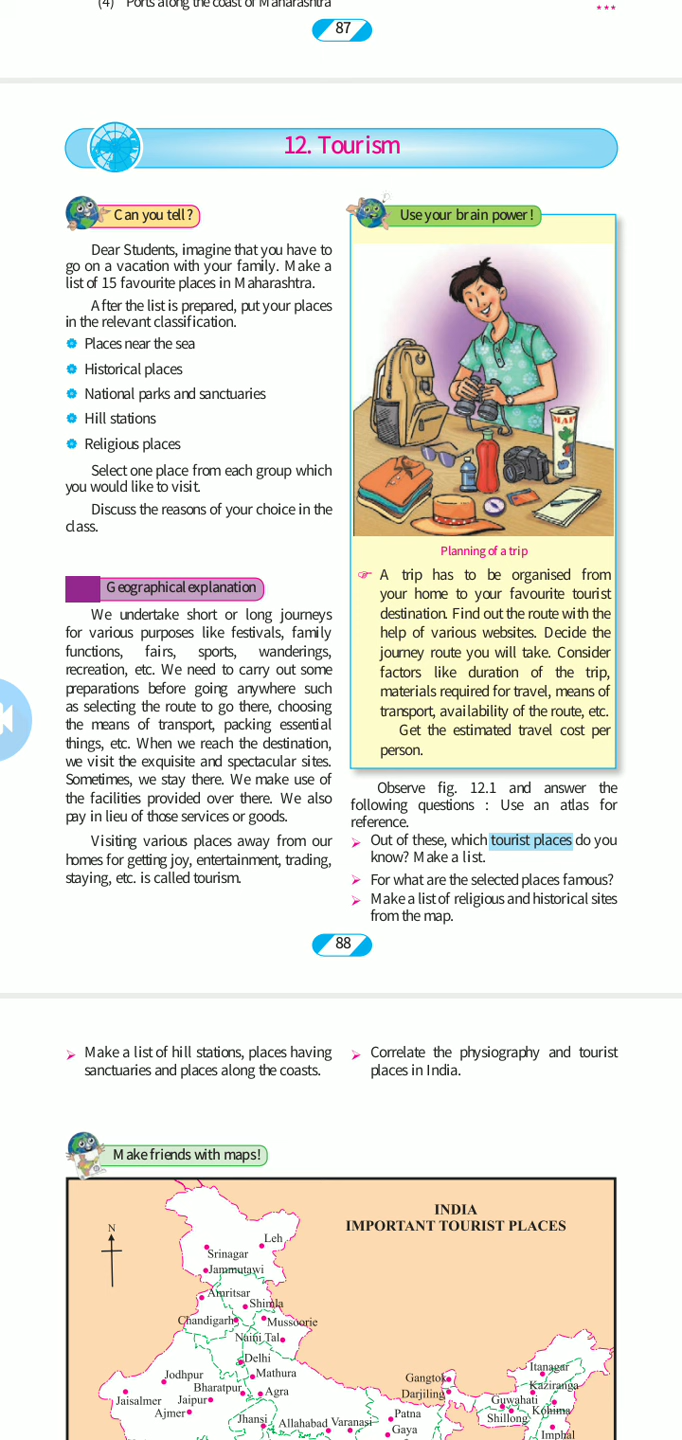 (4) Ports along the coast of Maharashtra
***
87
12. Tourism
Can you tell ?
Dear Students, imagine that you have to
go on a vacation with your family. Make a
list of 15 favourite places in Maharashtra.
After the list is prepared, put your places
in the relevant classification.
Places near the sea
Historical places
National parks and sanctuaries
Hill stations
Religious places
Select one place from each group which
you would like to visit.
Discuss the reasons of your choice in the
class.
Geographical explanation
We undertake short or long journeys
for various purposes like festivals, family
functions, fairs, sports, wanderings,
recreation, etc. We need to carry out some
preparations before going anywhere such
as selecting the route to go there, choosing
the means of transport, packing essential
things, etc. When we reach the destination,
we visit the exquisite and spectacular sites.
Sometimes, we stay there. We make use of
the facilities provided over there. We also
pay in lieu of those services or goods.
Visiting various places away from our
homes for getting joy, entertainment, trading,
staying, etc. is called tourism.
Use your brain power !
MAP
Planning of a trip
A trip has to be organised from
your home to your favourite tourist
destination. Find out the route with the
help of various websites. Decide the
journey route you will take. Consider
factors like duration of the trip,
materials required for travel, means of
transport, availability of the route, etc.
Get the estimated travel cost per
person.
Observe fig. 12.1 and answer the
following questions : Use an atlas for
reference.
Out of these, which tourist places do you
know? Make a list.
For what are the selected places famous?
Make a list of religious and historical sites
from the map.
88
Make a list of hill stations, places having
sanctuaries and places along the coasts.
Correlate the physiography and tourist
places in India.
Make friends with maps!
INDIA
IMPORTANT TOURIST PLACES
N
Leh
Srinagar
Jammutawi
Amritsar
Shimla
Chandigarh
Mussoorie
Naini Tal
Delhi
Mathura
Jodhpur
Bharatpur
Agra
Jaisalmer
Jaipur
Ajmer
Jhansi
Allahabad
Varanasi
Patna
Gaya
Gangtok
Darjiling
Itanagar
Kaziranga
Guwahati
Shillong
Kohima
Imphal